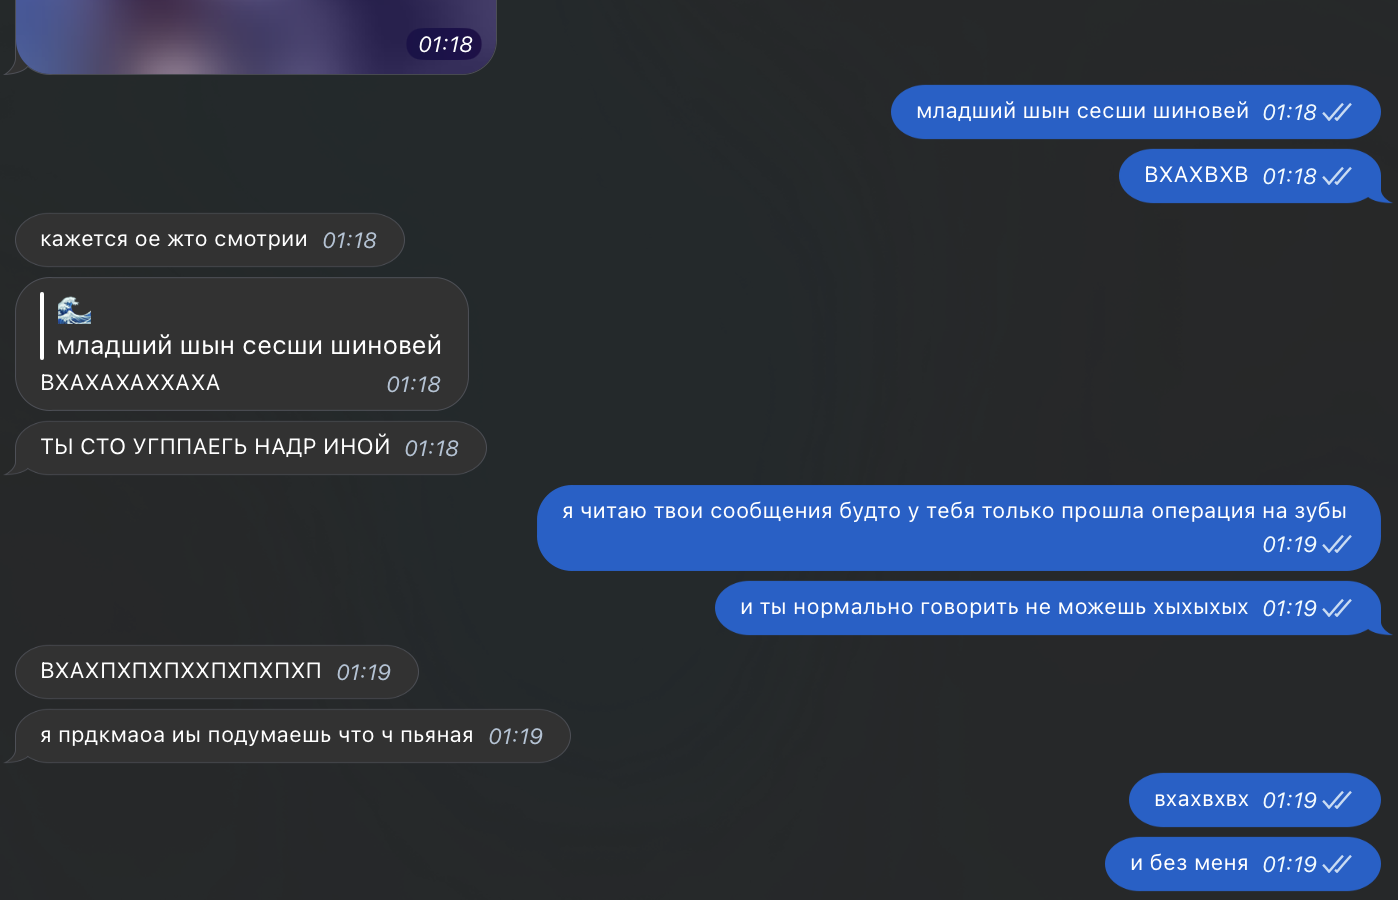 01:18
младший шын сесши шиновей 01:18
ВХАХВХВ 01:18
кажется ое жто смотрии 01:18
🌊
младший шын сесши шиновей
ВХАХАХАХХАХА 01:18
ТЫ СТО УГППАЕГЬ НАДР ИНОЙ 01:18
я читаю твои сообщения будто у тебя только прошла операция на зубы
01:19
и ты нормально говорить не можешь хыхыхых 01:19
ВХАХПХПХПХХПХПХПХП 01:19
я прдкмаоа иы подумаешь что ч пьяная 01:19
вхахвхвх 01:19
и без меня 01:19